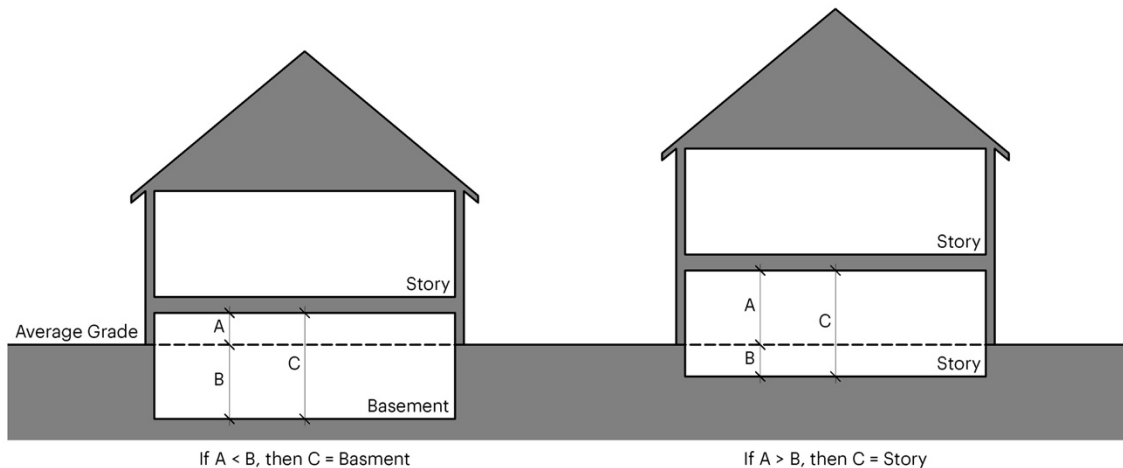 Story
A
B
C
Basement
Average Grade
If A < B, then C = Basment
Story
A
B
C
Story
If A > B, then C = Story